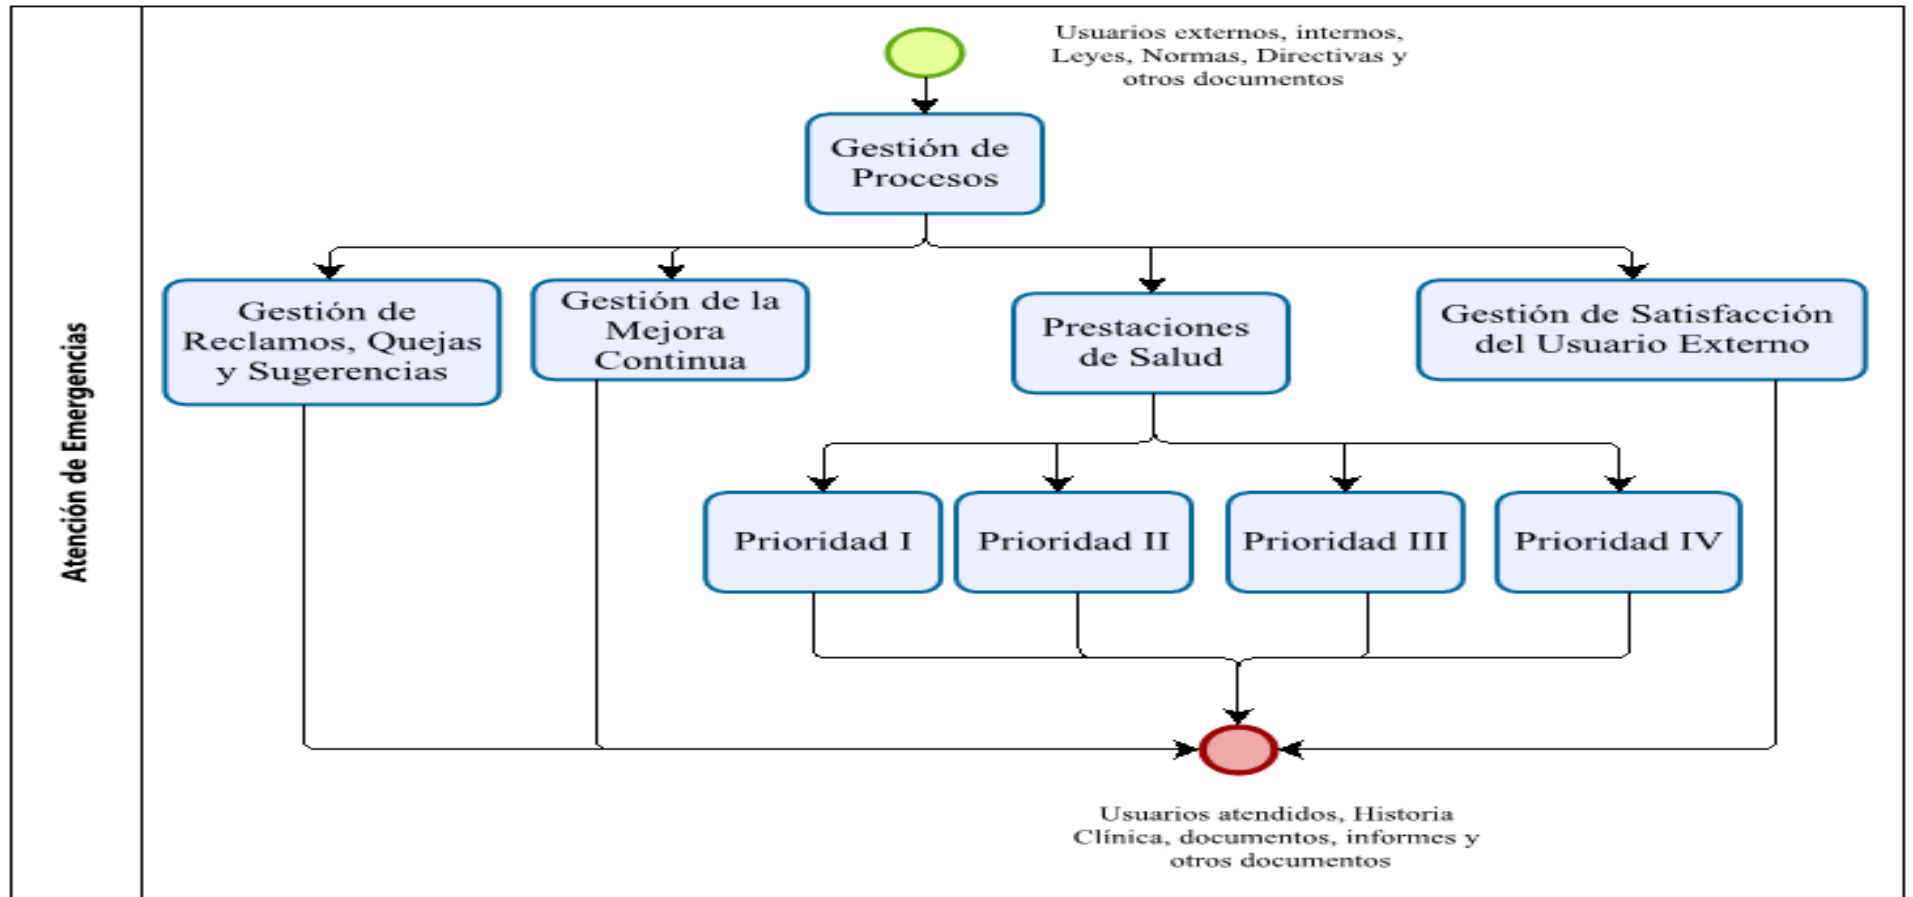 Atención de Emergencias
Usuarios externos, internos,
Leyes, Normas, Directivas y
otros documentos
Gestión de
Procesos
Gestión de
Reclamos, Quejas
y Sugerencias
Gestión de la
Mejora
Continua
Prestaciones
de Salud
Gestión de Satisfacción
del Usuario Externo
Prioridad I
Prioridad II
Prioridad III
Prioridad IV
Usuarios atendidos, Historia
Clínica, documentos, informes y
otros documentos